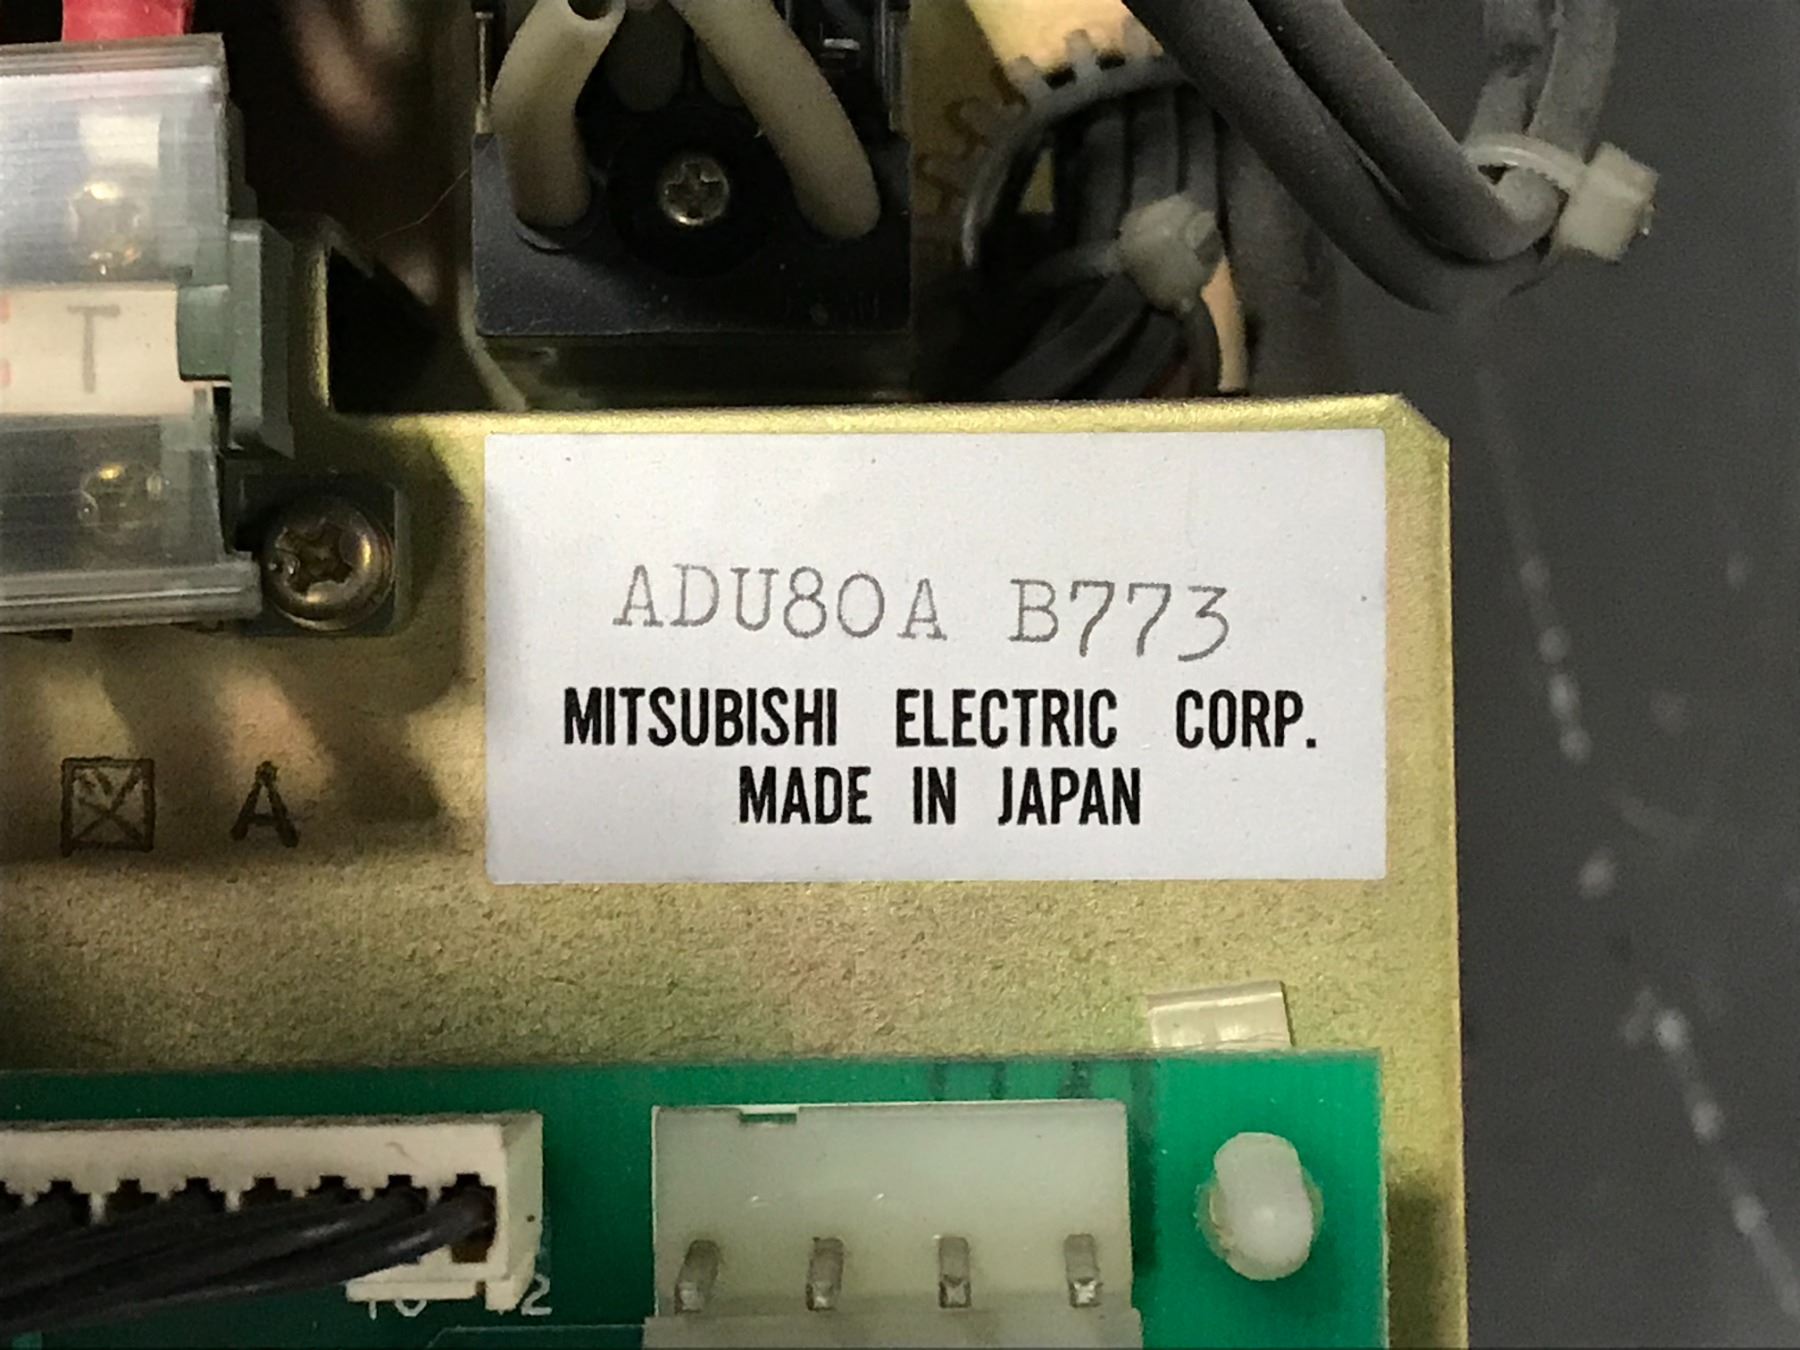 T
ADU80A B773
MITSUBISHI ELECTRIC CORP.
MADE IN JAPAN
A